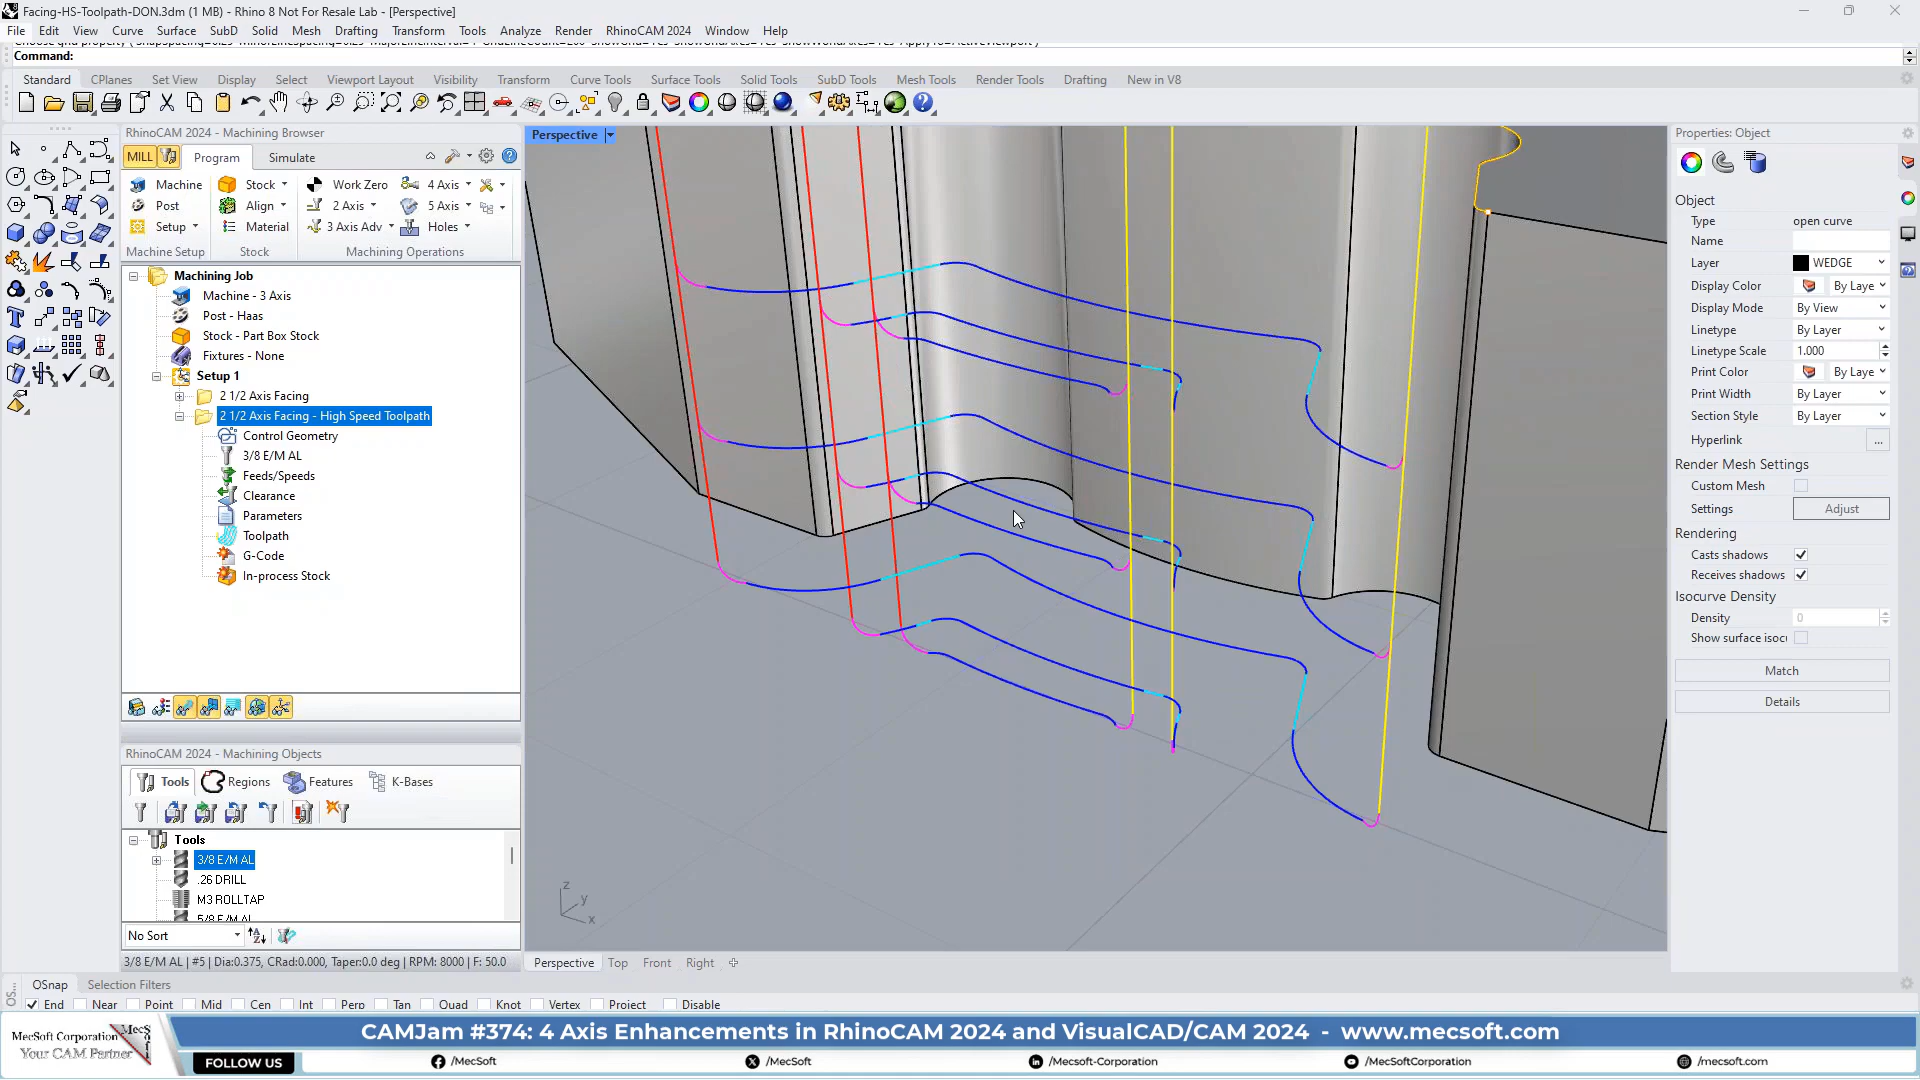 Facing-HS-Toolpath-DON.3dm (1 MB) - Rhino 8 Not For Resale Lab - [Perspective]
File Edit View Curve Surface SubD Solid Mesh Drafting Transform Tools Analyze Render RhinoCAM 2024 Window Help
Command:
Standard CPlanes Set View Display Select Viewport Layout Visibility Transform Curve Tools Surface Tools Solid Tools SubD Tools Mesh Tools Render Tools Drafting New in V8
RhinoCAM 2024 - Machining Browser
MILL Program Simulate
Machine Stock Work Zero 4 Axis
Post Align 2 Axis 5 Axis
Setup Material 3 Axis Adv Holes
Machine Setup Stock Machining Operations
Machining Job
Machine - 3 Axis
Post - Haas
Stock - Part Box Stock
Fixtures - None
Setup 1
2 1/2 Axis Facing
2 1/2 Axis Facing - High Speed Toolpath
Control Geometry
3/8 E/M AL
Feeds/Speeds
Clearance
Parameters
Toolpath
G-Code
In-process Stock
RhinoCAM 2024 - Machining Objects
Tools Regions Features K-Bases
Tools
3/8 E/M AL
.26 DRILL
M3 ROLLTAP
5/8 E/M AL
No Sort
3/8 E/M AL | #5 | Dia:0.375, CRad:0.000, Taper:0.0 deg | RPM: 8000 | F: 50.0
Perspective
z
y
x
Perspective Top Front Right
Properties: Object
Object
Type open curve
Name
Layer WEDGE
Display Color By Laye
Display Mode By View
Linetype By Layer
Linetype Scale 1.000
Print Color By Laye
Print Width By Layer
Section Style By Layer
Hyperlink ...
Render Mesh Settings
Custom Mesh
Settings Adjust
Rendering
Casts shadows
Receives shadows
Isocurve Density
Density 0
Show surface isoc
Match
Details
OSnap Selection Filters
End Near Point Mid Cen Int Perp Tan Quad Knot Vertex Project Disable
MecSoft Corporation
Your CAM Partner
CAMJam #374: 4 Axis Enhancements in RhinoCAM 2024 and VisualCAD/CAM 2024 - www.mecsoft.com
FOLLOW US /MecSoft /MecSoft /Mecsoft-Corporation /MecSoftCorporation /mecsoft.com